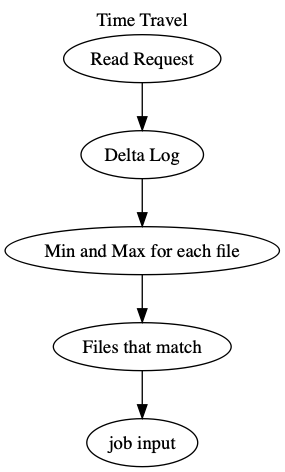 Time Travel
Read Request
Delta Log
Min and Max for each file
Files that match
job input